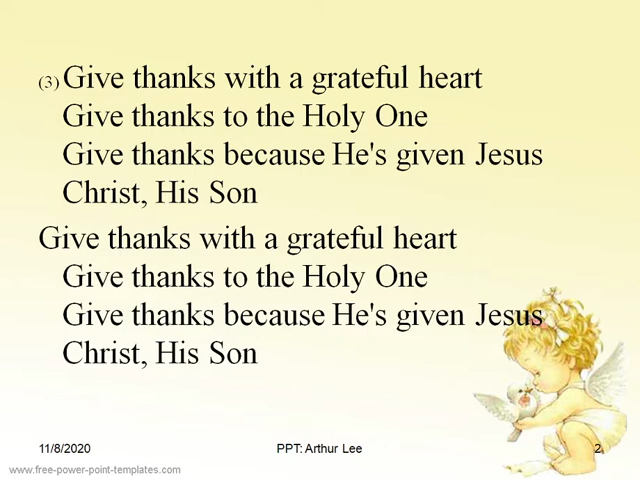 (3) Give thanks with a grateful heart
Give thanks to the Holy One
Give thanks because He's given Jesus
Christ, His Son
Give thanks with a grateful heart
Give thanks to the Holy One
Give thanks because He's given Jesus
Christ, His Son
11/8/2020 PPT: Arthur Lee 2
www.free-power-point-templates.com